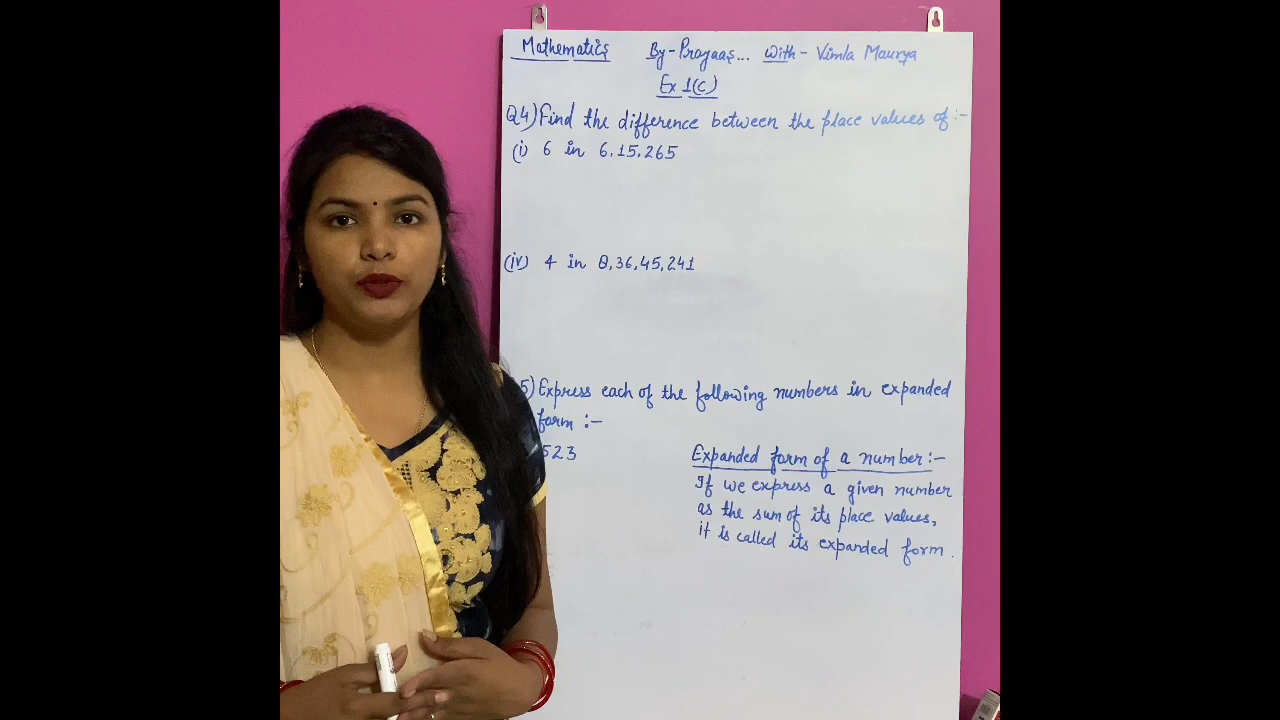 Mathematics By-Prayaas... With- Vimla Maurya
Ex 1(C)
Q4) Find the difference between the place values of :-
(i) 6 in 6,15,265
(iv) 4 in 8,36,45,241
5) Express each of the following numbers in expanded
form :-
523
Expanded form of a number:-
If we express a given number
as the sum of its place values,
it is called its expanded form.